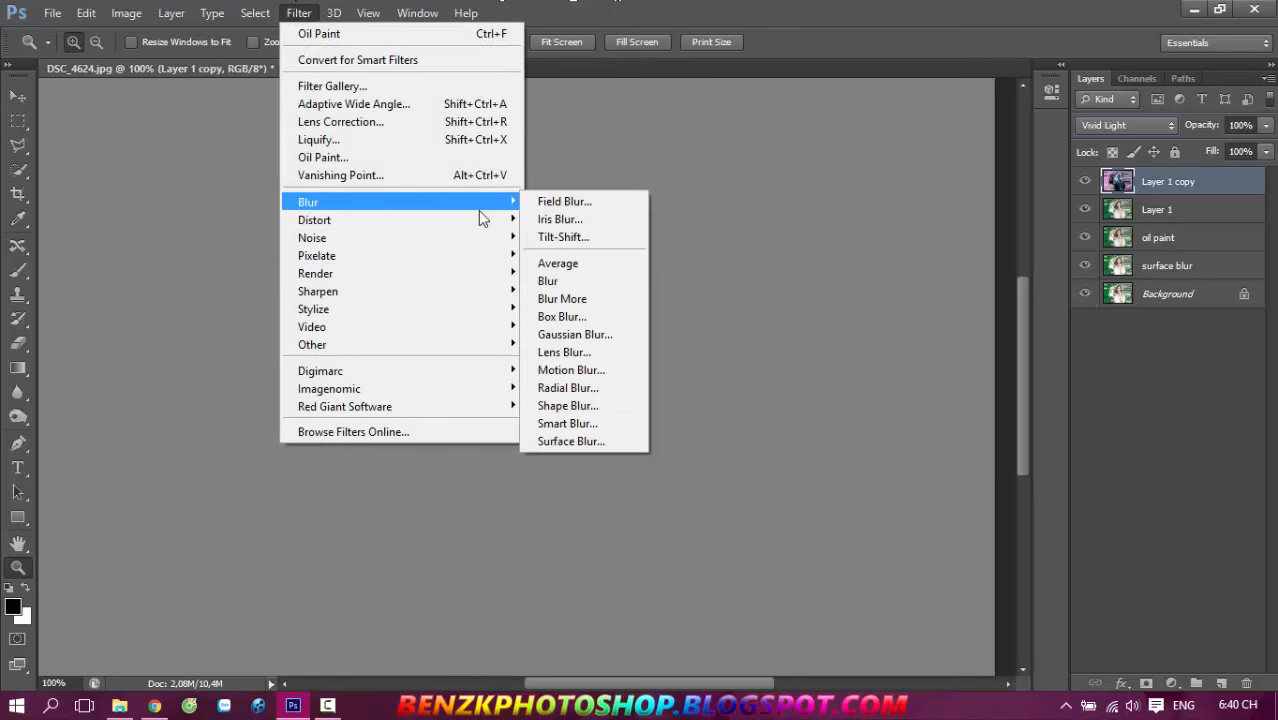 Ps File Edit Image Layer Type Select Filter 3D View Window Help
Resize Windows to Fit Zoo Fit Screen Fill Screen Print Size Essentials
DSC_4624.jpg @ 100% (Layer 1 copy, RGB/8*) *
Oil Paint Ctrl+F
Convert for Smart Filters
Filter Gallery...
Adaptive Wide Angle... Shift+Ctrl+A
Lens Correction... Shift+Ctrl+R
Liquify... Shift+Ctrl+X
Oil Paint...
Vanishing Point... Alt+Ctrl+V
Blur
Distort
Noise
Pixelate
Render
Sharpen
Stylize
Video
Other
Digimarc
Imagenomic
Red Giant Software
Browse Filters Online...
Field Blur...
Iris Blur...
Tilt-Shift...
Average
Blur
Blur More
Box Blur...
Gaussian Blur...
Lens Blur...
Motion Blur...
Radial Blur...
Shape Blur...
Smart Blur...
Surface Blur...
Layers Channels Paths
Kind
Vivid Light Opacity: 100%
Lock: Fill: 100%
Layer 1 copy
Layer 1
oil paint
surface blur
Background
100% Doc: 2,08M/10,4M
BENZKPHOTOSHOP.BLOGSPOT.COM
6:40 CH